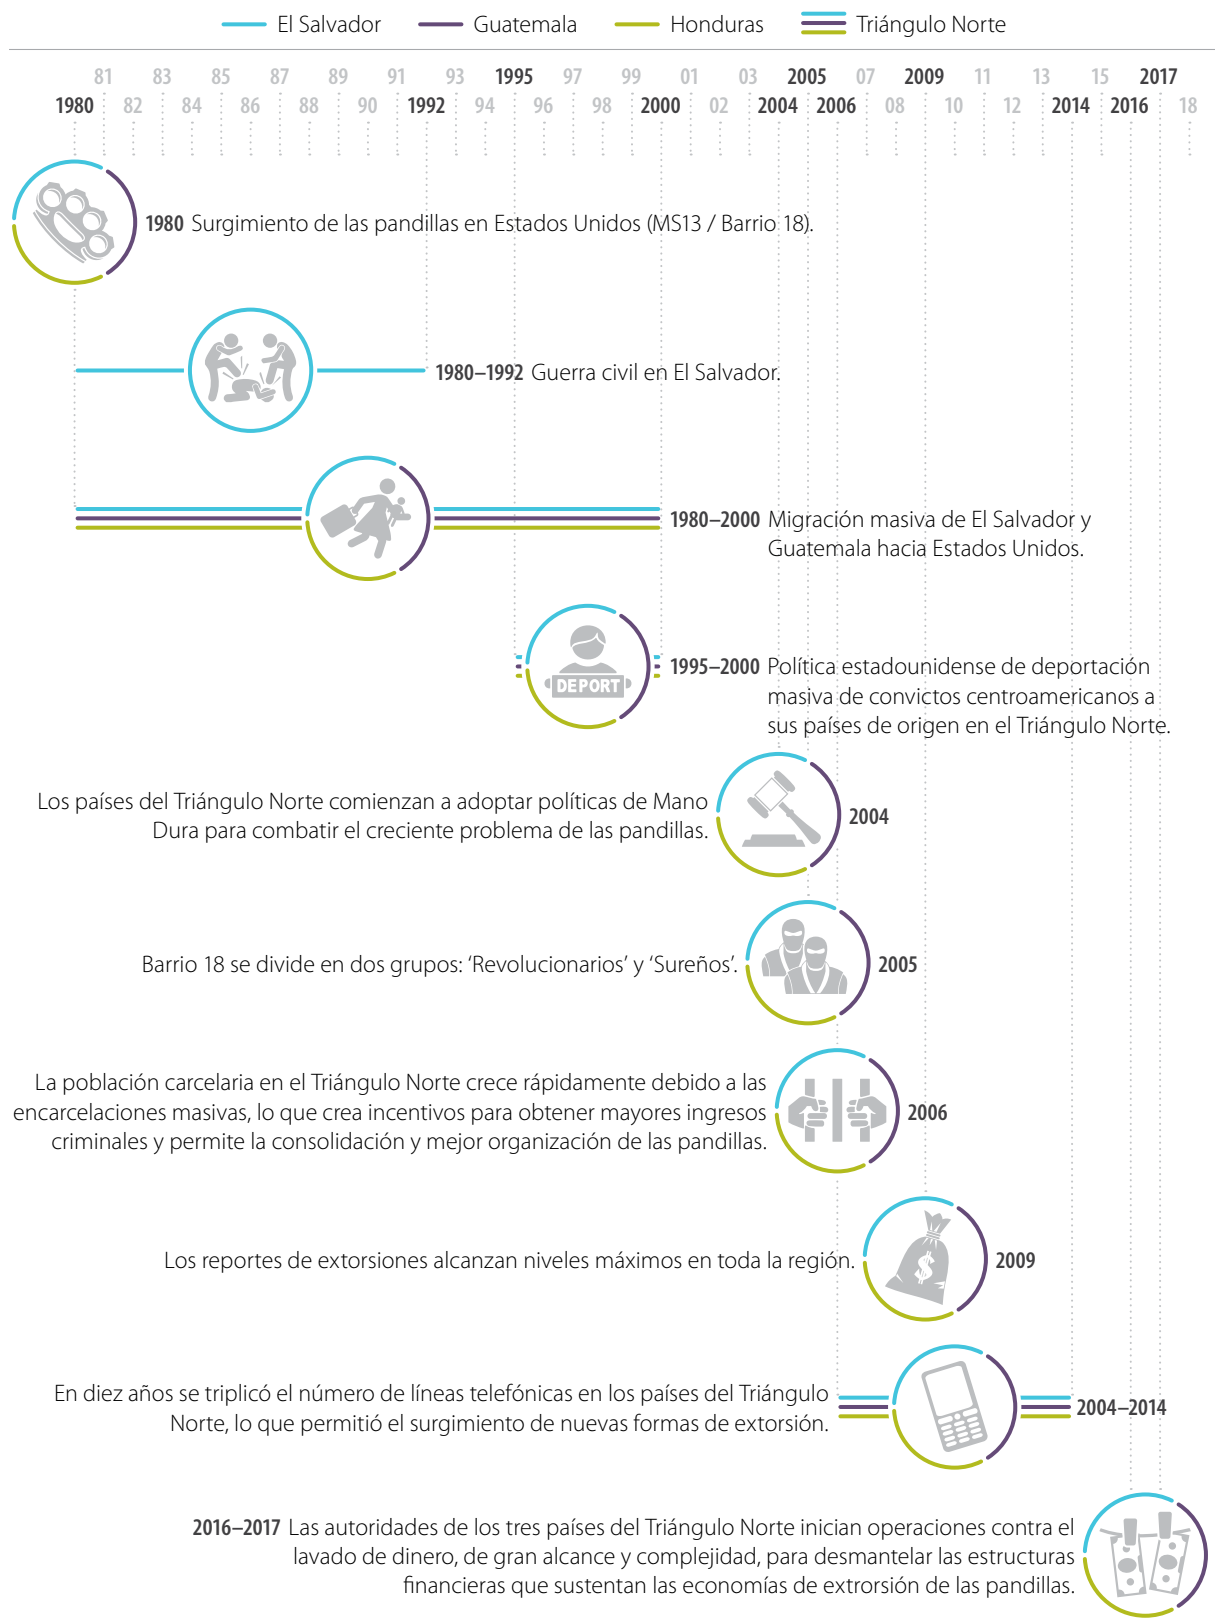 El Salvador
Guatemala
Honduras
Triángulo Norte
81 83 85 87 89 91 93 1995 97 99 01 03 2005 07 2009 11 13 15 2017
1980 82 84 86 88 90 1992 94 96 98 2000 02 2004 2006 08 10 12 2014 2016 18
1980 Surgimiento de las pandillas en Estados Unidos (MS13 / Barrio 18).
1980–1992 Guerra civil en El Salvador.
1980–2000 Migración masiva de El Salvador y
Guatemala hacia Estados Unidos.
DEPORT
1995–2000 Política estadounidense de deportación
masiva de convictos centroamericanos a
sus países de origen en el Triángulo Norte.
Los países del Triángulo Norte comienzan a adoptar políticas de Mano
Dura para combatir el creciente problema de las pandillas.
2004
Barrio 18 se divide en dos grupos: ‘Revolucionarios’ y ‘Sureños’.
2005
La población carcelaria en el Triángulo Norte crece rápidamente debido a las
encarcelaciones masivas, lo que crea incentivos para obtener mayores ingresos
criminales y permite la consolidación y mejor organización de las pandillas.
2006
Los reportes de extorsiones alcanzan niveles máximos en toda la región.
$
2009
En diez años se triplicó el número de líneas telefónicas en los países del Triángulo
Norte, lo que permitió el surgimiento de nuevas formas de extorsión.
2004–2014
2016–2017 Las autoridades de los tres países del Triángulo Norte inician operaciones contra el
lavado de dinero, de gran alcance y complejidad, para desmantelar las estructuras
financieras que sustentan las economías de extrorsión de las pandillas.